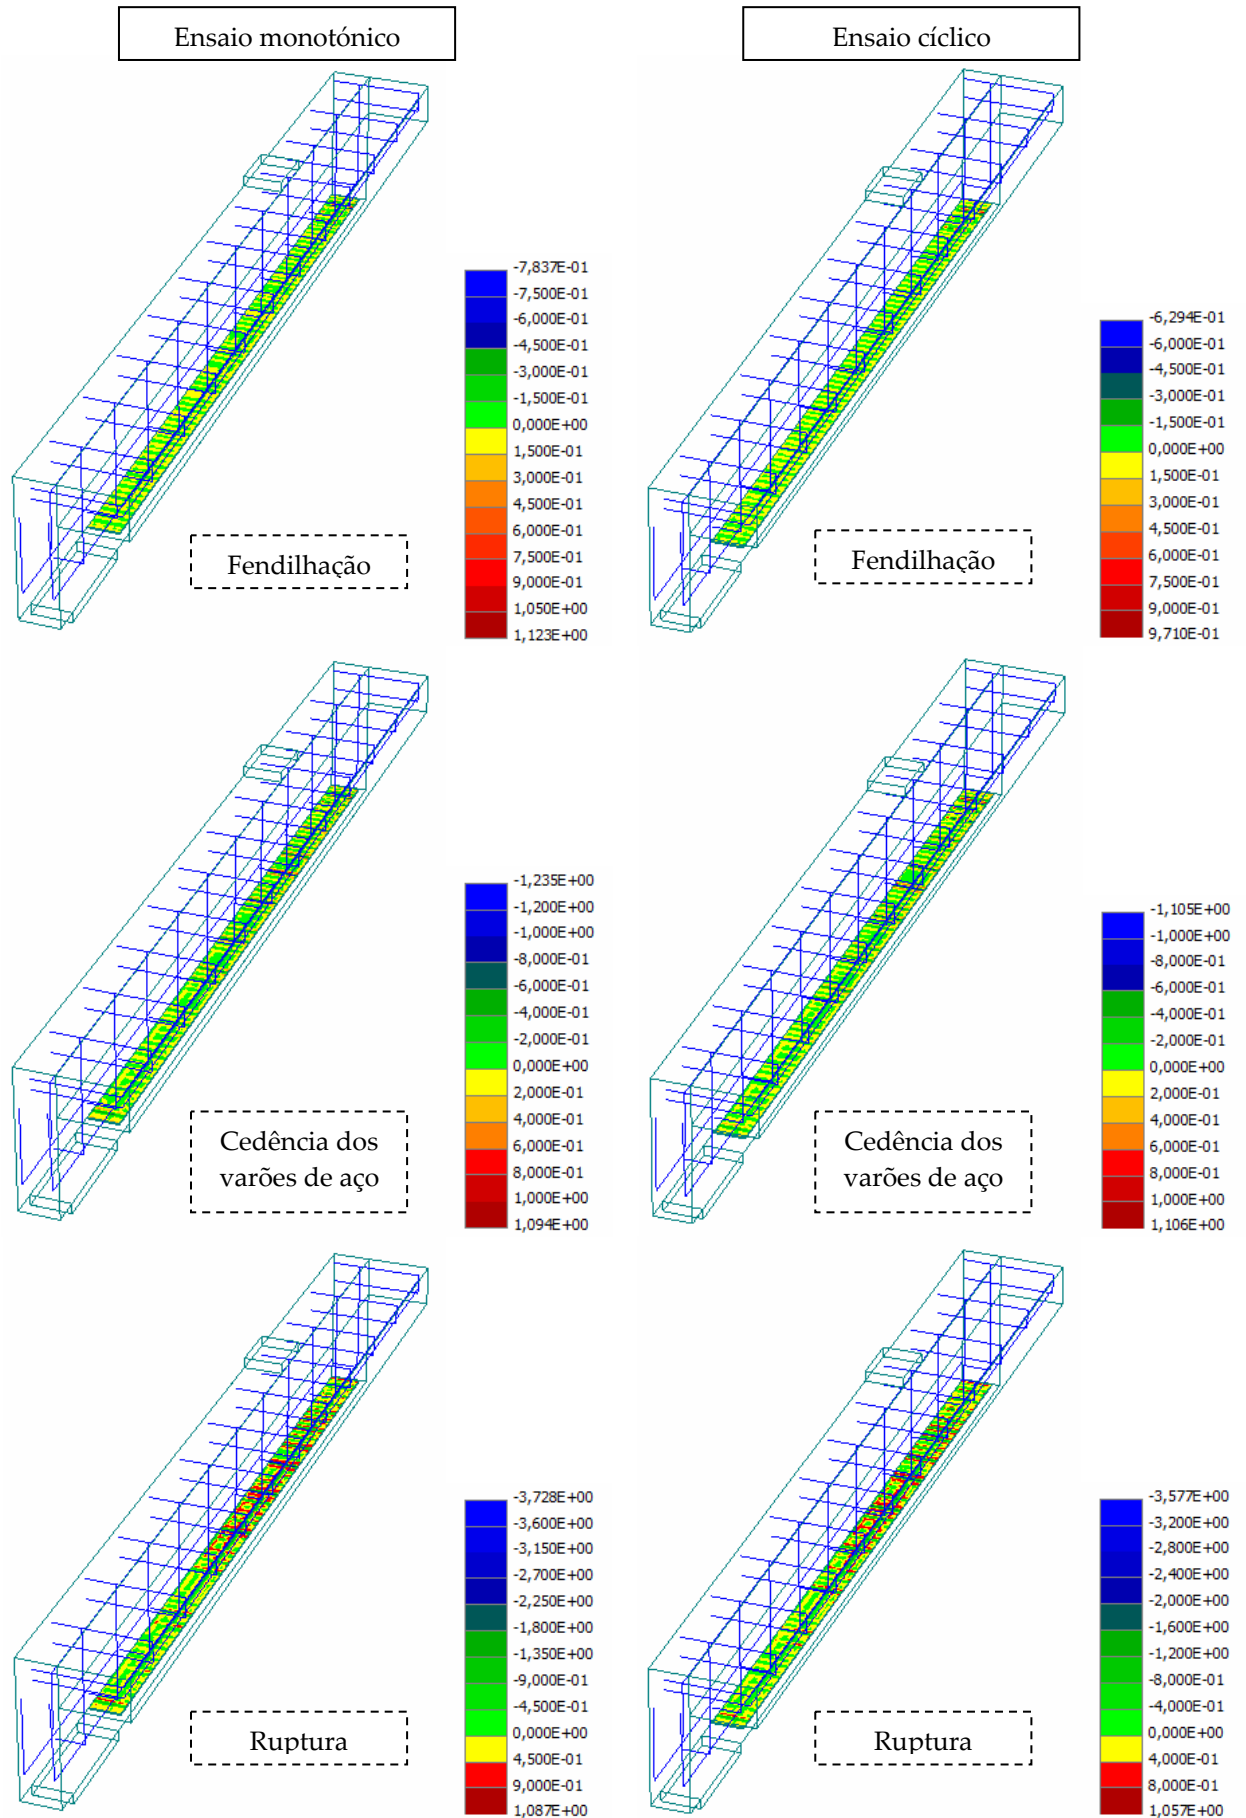 Ensaio monotónico
Ensaio cíclico
-7,837E-01
-7,500E-01
-6,000E-01
-4,500E-01
-3,000E-01
-1,500E-01
0,000E+00
1,500E-01
3,000E-01
4,500E-01
6,000E-01
7,500E-01
9,000E-01
1,050E+00
1,123E+00
Fendilhação
-6,294E-01
-6,000E-01
-4,500E-01
-3,000E-01
-1,500E-01
0,000E+00
1,500E-01
3,000E-01
4,500E-01
6,000E-01
7,500E-01
9,000E-01
9,710E-01
Fendilhação
-1,235E+00
-1,200E+00
-1,000E+00
-8,000E-01
-6,000E-01
-4,000E-01
-2,000E-01
0,000E+00
2,000E-01
4,000E-01
6,000E-01
8,000E-01
1,000E+00
1,094E+00
Cedência dos
varões de aço
-1,105E+00
-1,000E+00
-8,000E-01
-6,000E-01
-4,000E-01
-2,000E-01
0,000E+00
2,000E-01
4,000E-01
6,000E-01
8,000E-01
1,000E+00
1,106E+00
Cedência dos
varões de aço
-3,728E+00
-3,600E+00
-3,150E+00
-2,700E+00
-2,250E+00
-1,800E+00
-1,350E+00
-9,000E-01
-4,500E-01
0,000E+00
4,500E-01
9,000E-01
1,087E+00
Ruptura
-3,577E+00
-3,200E+00
-2,800E+00
-2,400E+00
-2,000E+00
-1,600E+00
-1,200E+00
-8,000E-01
-4,000E-01
0,000E+00
4,000E-01
8,000E-01
1,057E+00
Ruptura